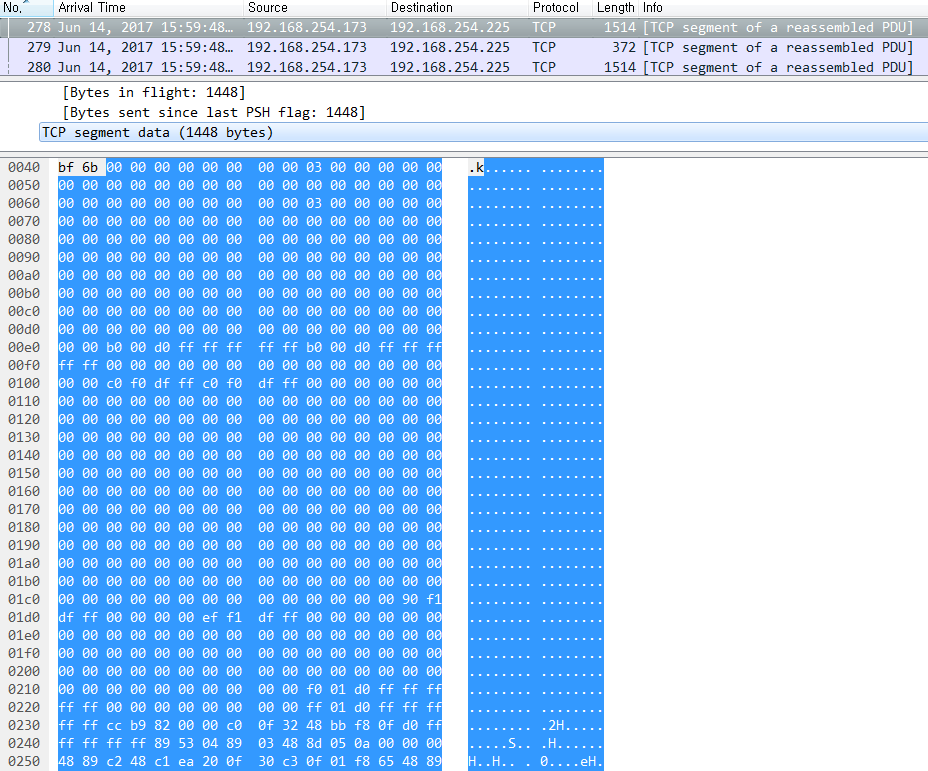 No. Arrival Time Source Destination Protocol Length Info
278 Jun 14, 2017 15:59:48… 192.168.254.173 192.168.254.225 TCP 1514 [TCP segment of a reassembled PDU]
279 Jun 14, 2017 15:59:48… 192.168.254.173 192.168.254.225 TCP 372 [TCP segment of a reassembled PDU]
280 Jun 14, 2017 15:59:48… 192.168.254.173 192.168.254.225 TCP 1514 [TCP segment of a reassembled PDU]
[Bytes in flight: 1448]
[Bytes sent since last PSH flag: 1448]
TCP segment data (1448 bytes)
0040 bf 6b 00 00 00 00 00 00 00 00 03 00 00 00 00 00 .k...... ........
0050 00 00 00 00 00 00 00 00 00 00 00 00 00 00 00 00 ........ ........
0060 00 00 00 00 00 00 00 00 00 00 03 00 00 00 00 00 ........ ........
0070 00 00 00 00 00 00 00 00 00 00 00 00 00 00 00 00 ........ ........
0080 00 00 00 00 00 00 00 00 00 00 00 00 00 00 00 00 ........ ........
0090 00 00 00 00 00 00 00 00 00 00 00 00 00 00 00 00 ........ ........
00a0 00 00 00 00 00 00 00 00 00 00 00 00 00 00 00 00 ........ ........
00b0 00 00 00 00 00 00 00 00 00 00 00 00 00 00 00 00 ........ ........
00c0 00 00 00 00 00 00 00 00 00 00 00 00 00 00 00 00 ........ ........
00d0 00 00 00 00 00 00 00 00 00 00 00 00 00 00 00 00 ........ ........
00e0 00 00 b0 00 d0 ff ff ff ff ff b0 00 d0 ff ff ff ........ ........
00f0 ff ff 00 00 00 00 00 00 00 00 00 00 00 00 00 00 ........ ........
0100 00 00 c0 f0 df ff c0 f0 df ff 00 00 00 00 00 00 ........ ........
0110 00 00 00 00 00 00 00 00 00 00 00 00 00 00 00 00 ........ ........
0120 00 00 00 00 00 00 00 00 00 00 00 00 00 00 00 00 ........ ........
0130 00 00 00 00 00 00 00 00 00 00 00 00 00 00 00 00 ........ ........
0140 00 00 00 00 00 00 00 00 00 00 00 00 00 00 00 00 ........ ........
0150 00 00 00 00 00 00 00 00 00 00 00 00 00 00 00 00 ........ ........
0160 00 00 00 00 00 00 00 00 00 00 00 00 00 00 00 00 ........ ........
0170 00 00 00 00 00 00 00 00 00 00 00 00 00 00 00 00 ........ ........
0180 00 00 00 00 00 00 00 00 00 00 00 00 00 00 00 00 ........ ........
0190 00 00 00 00 00 00 00 00 00 00 00 00 00 00 00 00 ........ ........
01a0 00 00 00 00 00 00 00 00 00 00 00 00 00 00 00 00 ........ ........
01b0 00 00 00 00 00 00 00 00 00 00 00 00 00 00 00 00 ........ ........
01c0 00 00 00 00 00 00 00 00 00 00 00 00 00 00 90 f1 ........ ........
01d0 df ff 00 00 00 00 ef f1 df ff 00 00 00 00 00 00 ........ ........
01e0 00 00 00 00 00 00 00 00 00 00 00 00 00 00 00 00 ........ ........
01f0 00 00 00 00 00 00 00 00 00 00 00 00 00 00 00 00 ........ ........
0200 00 00 00 00 00 00 00 00 00 00 00 00 00 00 00 00 ........ ........
0210 00 00 00 00 00 00 00 00 00 00 f0 01 d0 ff ff ff ........ ........
0220 ff ff 00 00 00 00 00 00 00 00 ff 01 d0 ff ff ff ........ ........
0230 ff ff cc b9 82 00 00 c0 0f 32 48 bb f8 0f d0 ff ........ .2H.....
0240 ff ff ff ff 89 53 04 89 03 48 8d 05 0a 00 00 00 .....S.. .H......
0250 48 89 c2 48 c1 ea 20 0f 30 c3 0f 01 f8 65 48 89 H..H.. . 0....eH.